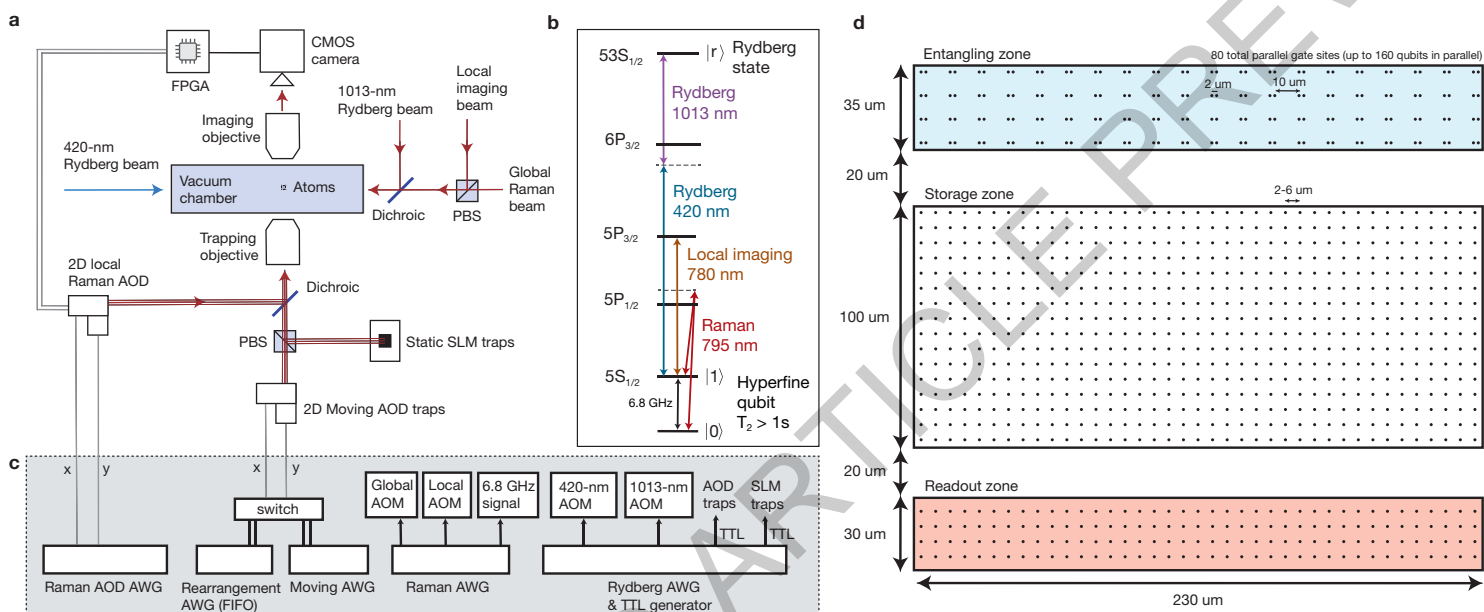 a
FPGA
CMOS
camera
1013-nm
Rydberg beam
Local
imaging
beam
Imaging
objective
420-nm
Rydberg beam
Vacuum
chamber
Atoms
Dichroic
PBS
Global
Raman
beam
Trapping
objective
2D local
Raman AOD
Dichroic
PBS
Static SLM traps
2D Moving AOD traps
b
53S1/2
|r⟩
Rydberg
state
Rydberg
1013 nm
6P3/2
Rydberg
420 nm
5P3/2
Local imaging
780 nm
5P1/2
Raman
795 nm
5S1/2
|1⟩
6.8 GHz
Hyperfine
qubit
T2 > 1s
|0⟩
c
x
y
x
y
switch
Global
AOM
Local
AOM
6.8 GHz
signal
420-nm
AOM
1013-nm
AOM
AOD
traps
SLM
traps
TTL
TTL
Raman AOD AWG
Rearrangement
AWG (FIFO)
Moving AWG
Raman AWG
Rydberg AWG
& TTL generator
d
Entangling zone
80 total parallel gate sites (up to 160 qubits in parallel)
35 um
2 um
10 um
20 um
Storage zone
2-6 um
100 um
20 um
Readout zone
30 um
230 um
ARTICLE PREV